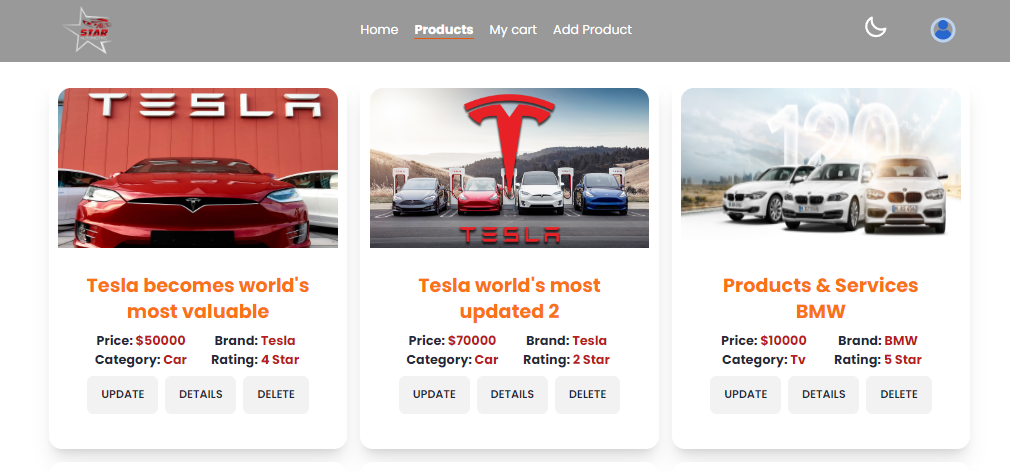 STAR
Home Products My cart Add Product
TESLA
TESLA
120
Tesla becomes world's
most valuable
Price: $50000 Brand: Tesla
Category: Car Rating: 4 Star
UPDATE DETAILS DELETE
Tesla world's most
updated 2
Price: $70000 Brand: Tesla
Category: Car Rating: 2 Star
UPDATE DETAILS DELETE
Products & Services
BMW
Price: $10000 Brand: BMW
Category: Tv Rating: 5 Star
UPDATE DETAILS DELETE